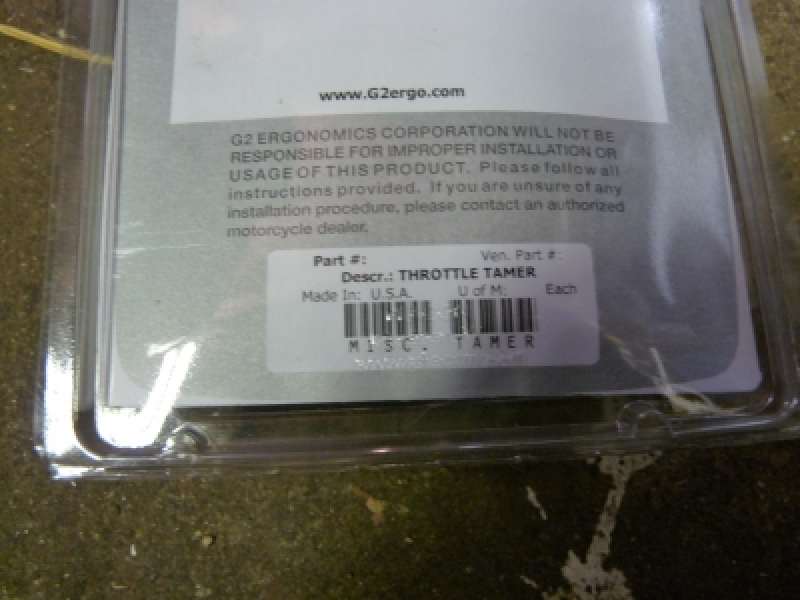 www.G2ergo.com
G2 ERGONOMICS CORPORATION WILL NOT BE
RESPONSIBLE FOR IMPROPER INSTALLATION OR
USAGE OF THIS PRODUCT. Please follow all
instructions provided. If you are unsure of any
installation procedure, please contact an authorized
motorcycle dealer.
Part #: Ven. Part #:
Descr.: THROTTLE TAMER
Made In: U.S.A. U of M: Each
MISC. TAMER